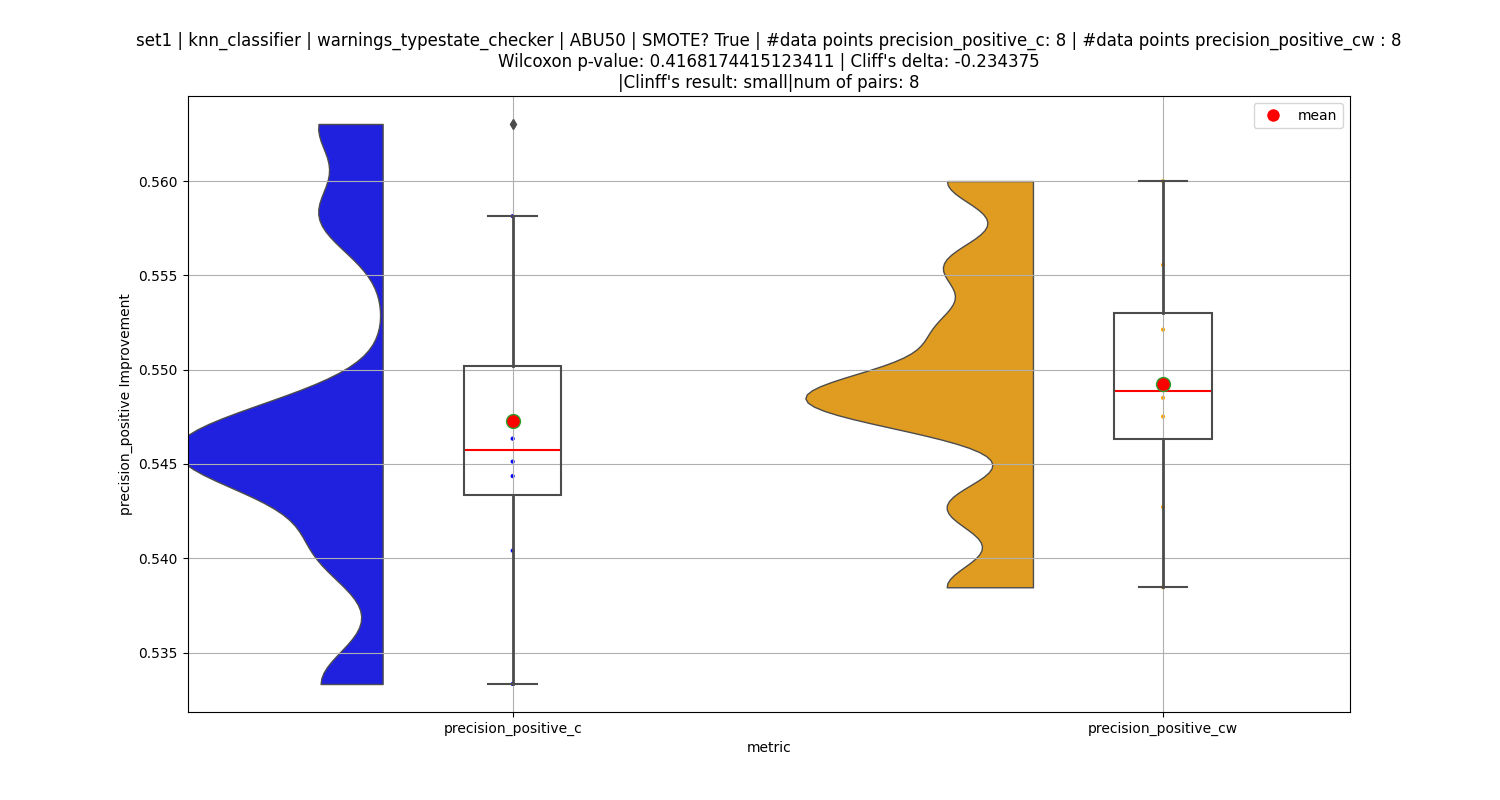 set1 | knn_classifier | warnings_typestate_checker | ABU50 | SMOTE? True | #data points precision_positive_c: 8 | #data points precision_positive_cw : 8
Wilcoxon p-value: 0.4168174415123411 | Cliff's delta: -0.234375
|Clinff's result: small|num of pairs: 8
mean
0.560
0.555
0.550
0.545
0.540
0.535
precision_positive Improvement
precision_positive_c
precision_positive_cw
metric